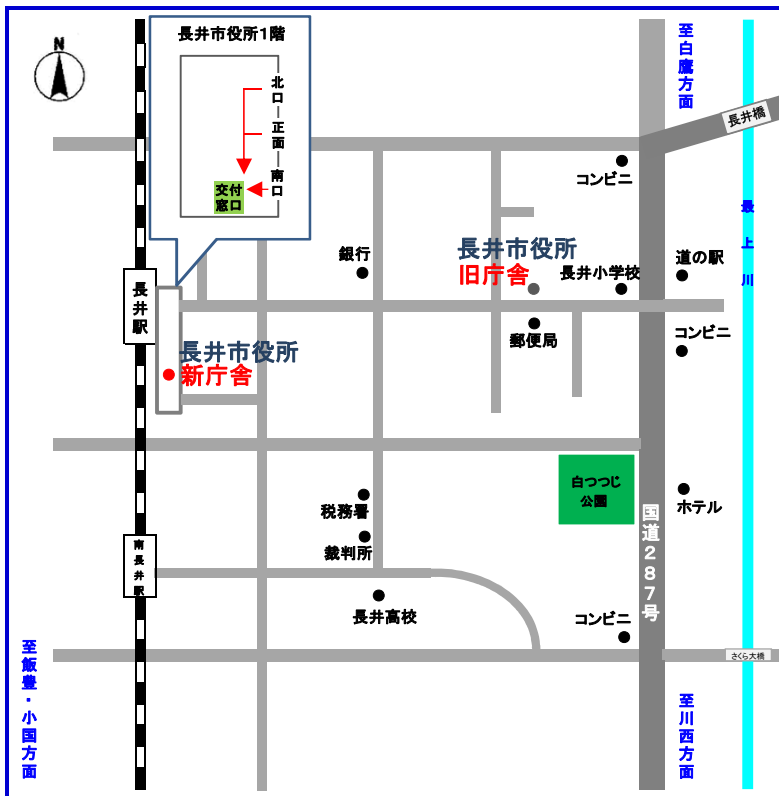 N
長井市役所1階
北口
正面
南口
交付
窓口
至白鷹方面
長井橋
最上川
コンビニ
長井市役所
旧庁舎
長井小学校
道の駅
銀行
長井駅
郵便局
コンビニ
長井市役所
新庁舎
白つつじ
公園
税務署
ホテル
裁判所
国道287号
南長井駅
長井高校
コンビニ
さくら大橋
至飯豊・小国方面
至川西方面